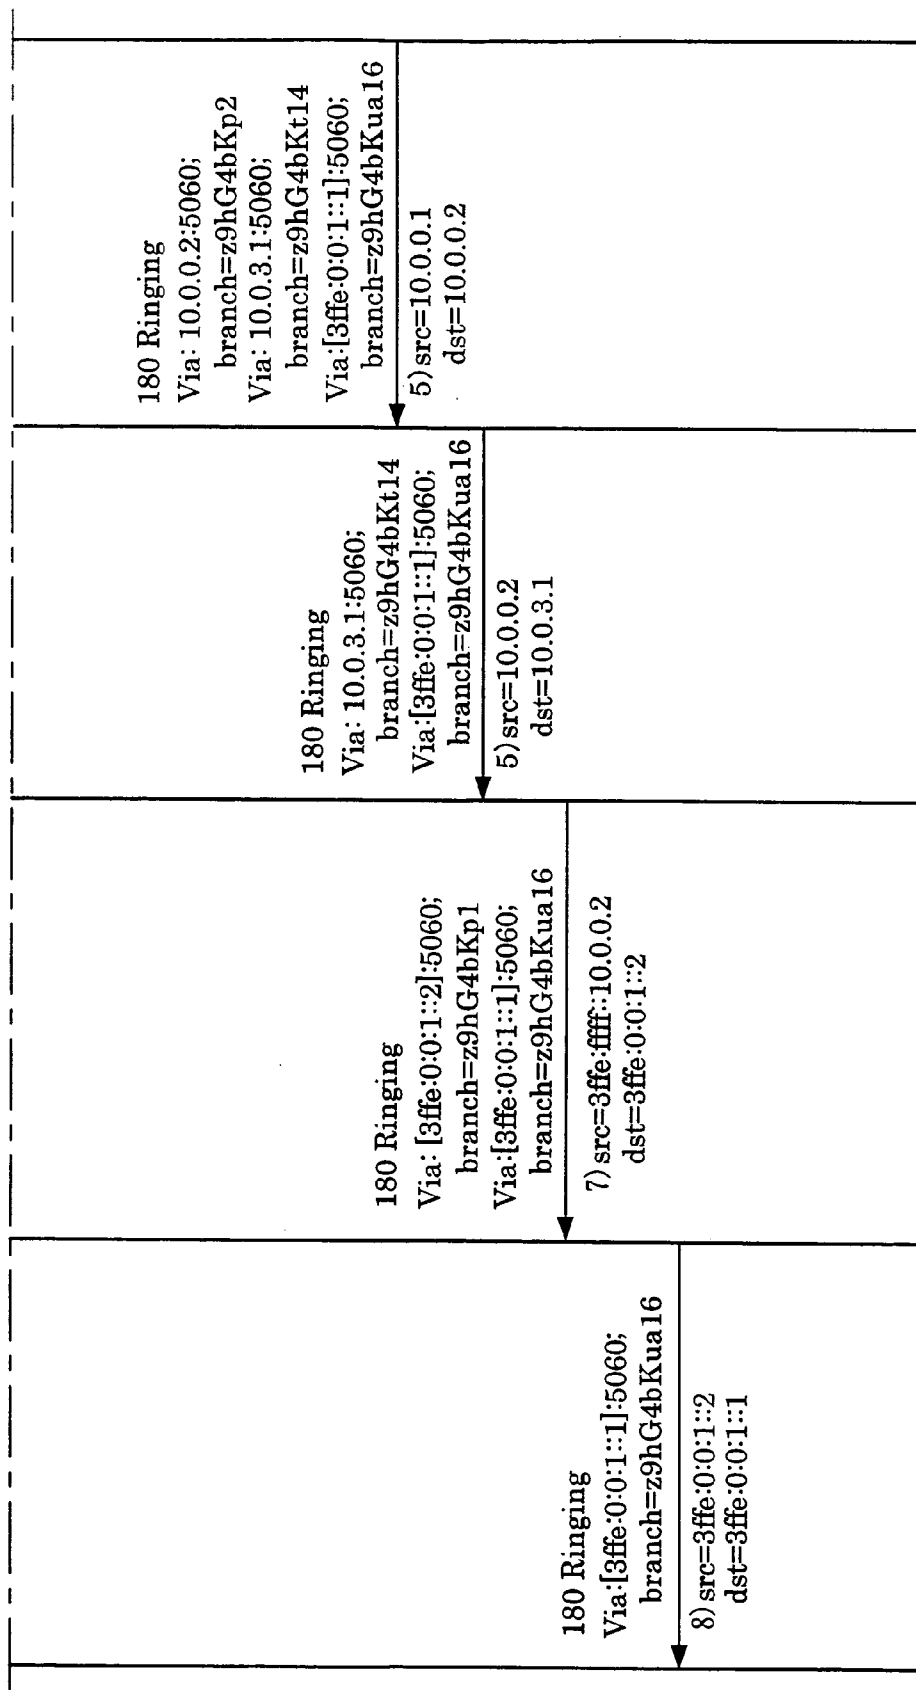 180 Ringing
Via: 10.0.0.2:5060;
branch=z9hG4bKp2
Via: 10.0.3.1:5060;
branch=z9hG4bKt14
Via:[3ffe:0:0:1::1]:5060;
branch=z9hG4bKua16
5)src=10.0.0.1
dst=10.0.0.2
180 Ringing
Via: 10.0.3.1:5060;
branch=z9hG4bKt14
Via:[3ffe:0:0:1::1]:5060;
branch=z9hG4bKua16
5)src=10.0.0.2
dst=10.0.3.1
180 Ringing
Via: [3ffe:0:0:1::2]:5060;
branch=z9hG4bKp1
Via:[3ffe:0:0:1::1]:5060;
branch=z9hG4bKua16
7)src=3ffe:ffff::10.0.0.2
dst=3ffe:0:0:1::2
180 Ringing
Via:[3ffe:0:0:1::1]:5060;
branch=z9hG4bKua16
8)src=3ffe:0:0:1::2
dst=3ffe:0:0:1::1